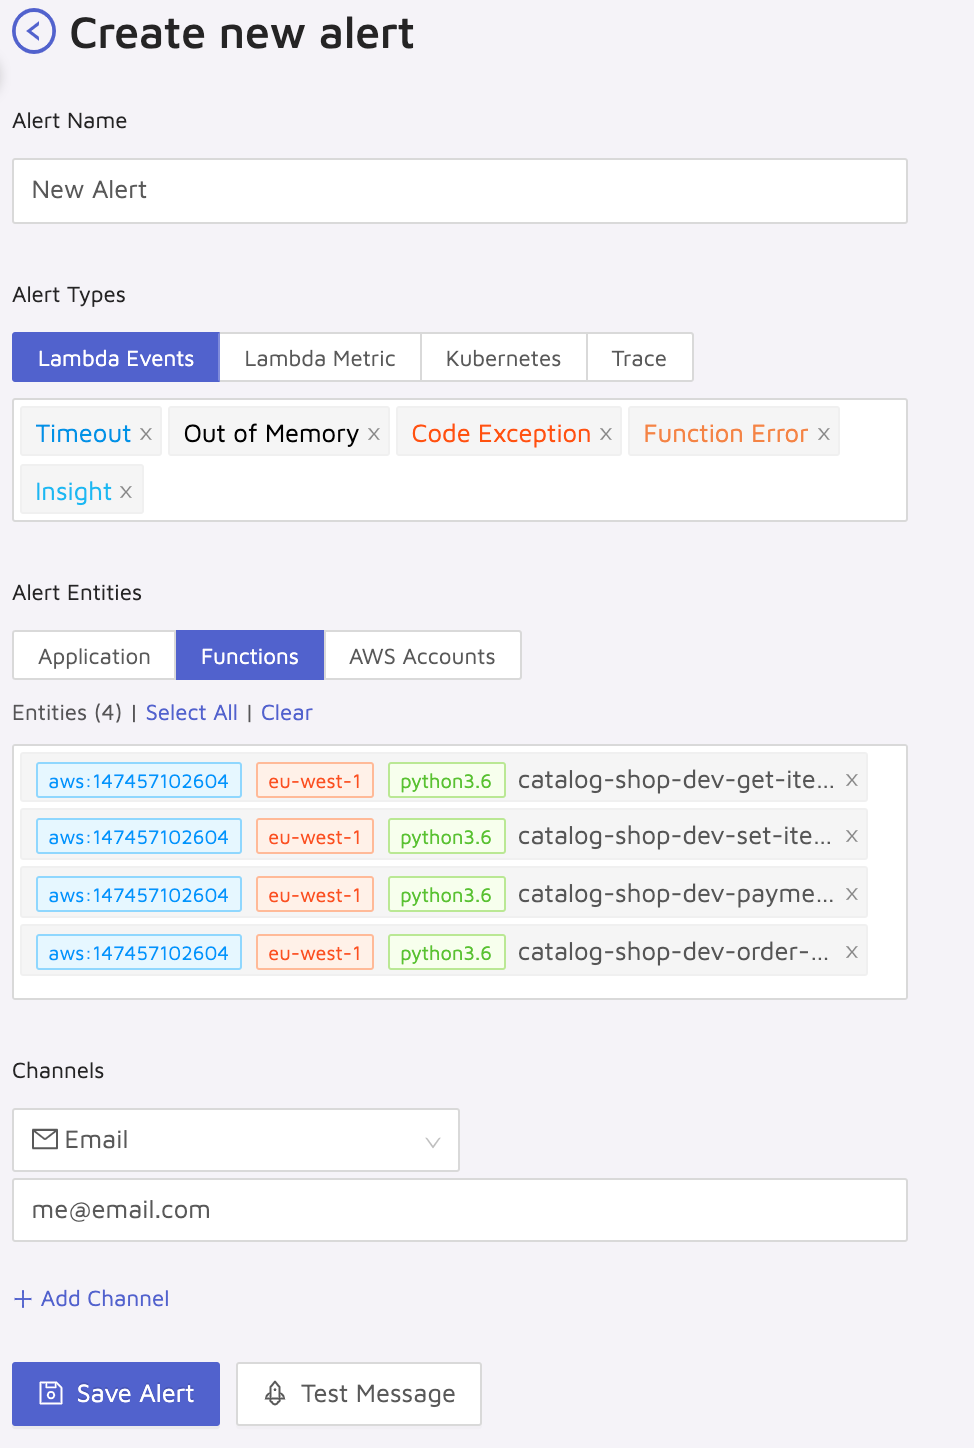 Create new alert
Alert Name
New Alert
Alert Types
Lambda Events Lambda Metric Kubernetes Trace
Timeout x Out of Memory x Code Exception x Function Error x
Insight x
Alert Entities
Application Functions AWS Accounts
Entities (4) | Select All | Clear
aws:147457102604 eu-west-1 python3.6 catalog-shop-dev-get-ite... x
aws:147457102604 eu-west-1 python3.6 catalog-shop-dev-set-ite... x
aws:147457102604 eu-west-1 python3.6 catalog-shop-dev-payme... x
aws:147457102604 eu-west-1 python3.6 catalog-shop-dev-order-... x
Channels
Email
me@email.com
+ Add Channel
Save Alert Test Message